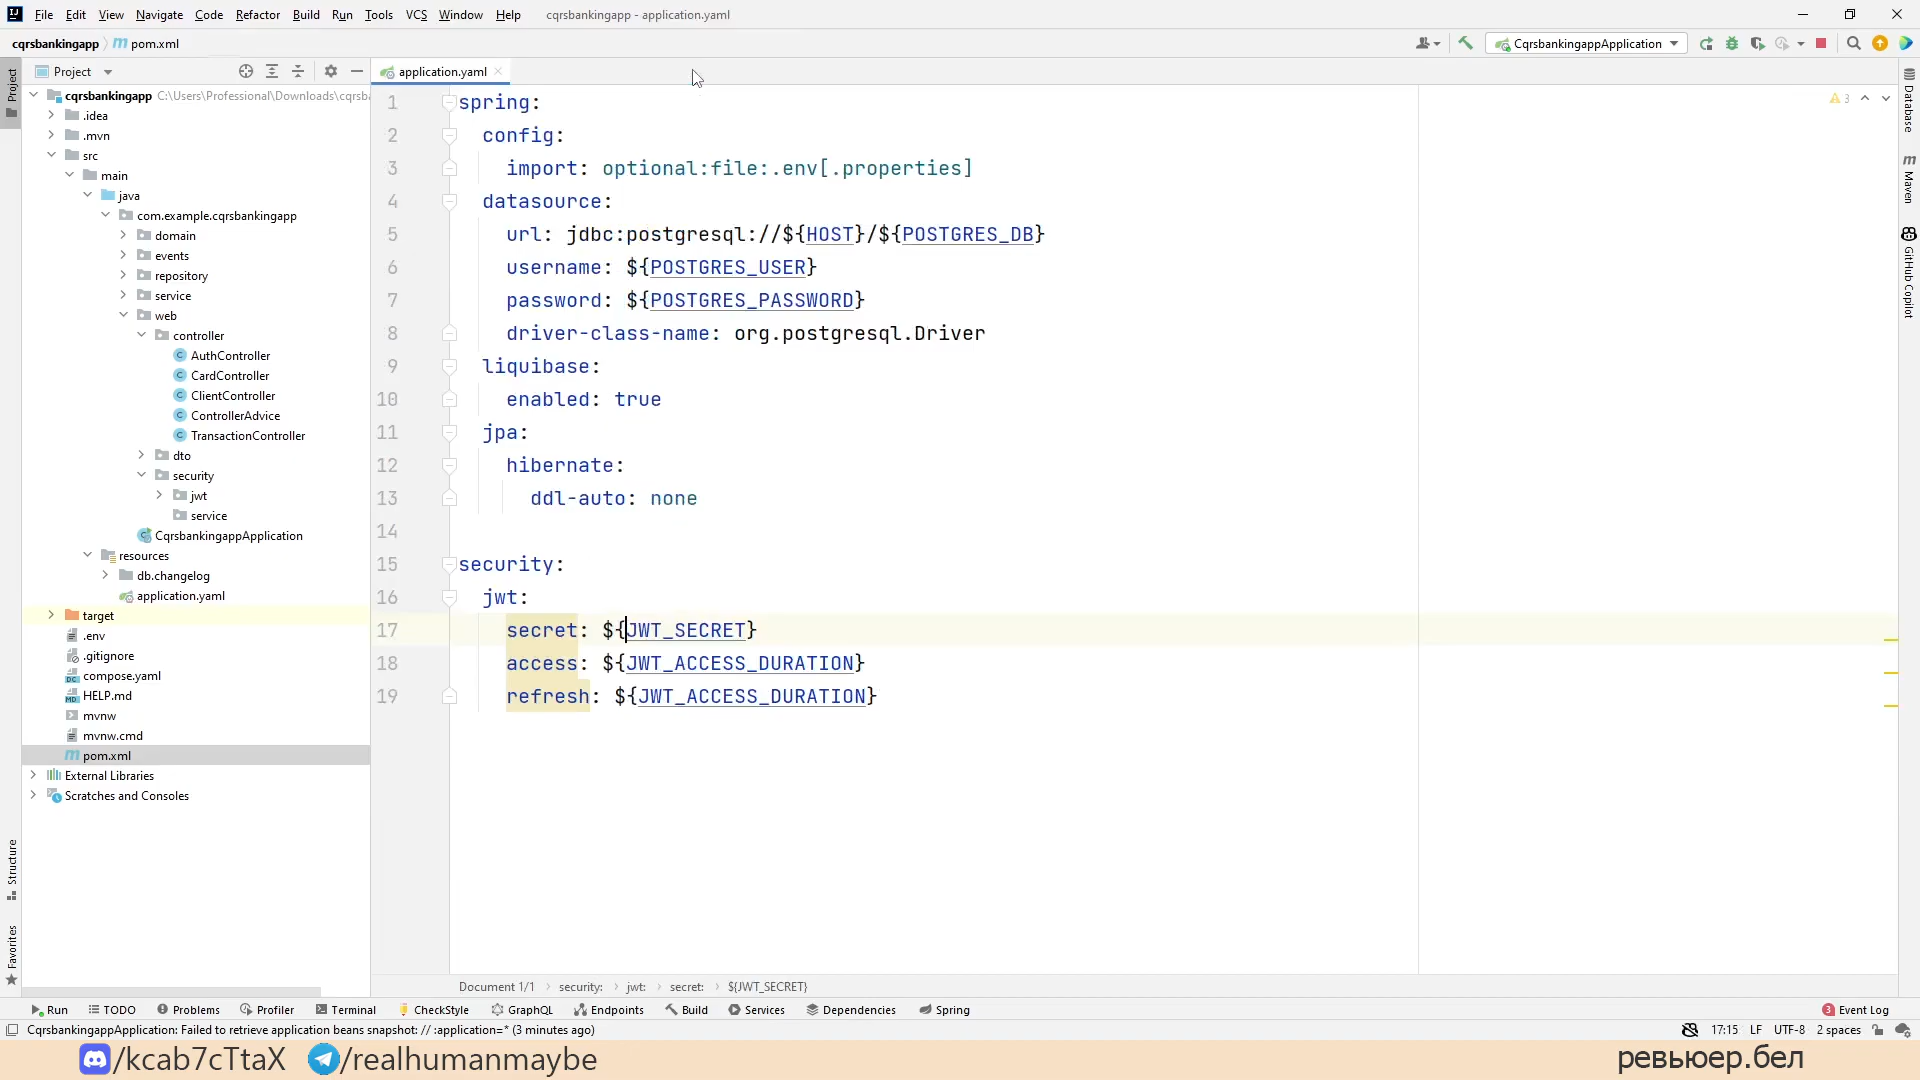 File Edit View Navigate Code Refactor Build Run Tools VCS Window Help cqrsbankingapp - application.yaml
cqrsbankingapp pom.xml CqrsbankingappApplication
Project
application.yaml
cqrsbankingapp C:\Users\Professional\Downloads\cqrsb
.idea
.mvn
src
main
java
com.example.cqrsbankingapp
domain
events
repository
service
web
controller
AuthController
CardController
ClientController
ControllerAdvice
TransactionController
dto
security
jwt
service
CqrsbankingappApplication
resources
db.changelog
application.yaml
target
.env
.gitignore
compose.yaml
HELP.md
mvnw
mvnw.cmd
pom.xml
External Libraries
Scratches and Consoles
Project
Structure
Favorites
1 spring:
2 config:
3 import: optional:file:.env[.properties]
4 datasource:
5 url: jdbc:postgresql://${HOST}/${POSTGRES_DB}
6 username: ${POSTGRES_USER}
7 password: ${POSTGRES_PASSWORD}
8 driver-class-name: org.postgresql.Driver
9 liquibase:
10 enabled: true
11 jpa:
12 hibernate:
13 ddl-auto: none
14
15 security:
16 jwt:
17 secret: ${JWT_SECRET}
18 access: ${JWT_ACCESS_DURATION}
19 refresh: ${JWT_ACCESS_DURATION}
3
Database
Maven
GitHub Copilot
Document 1/1 security: jwt: secret: ${JWT_SECRET}
Run TODO Problems Profiler Terminal CheckStyle GraphQL Endpoints Build Services Dependencies Spring 3 Event Log
CqrsbankingappApplication: Failed to retrieve application beans snapshot: // :application=* (3 minutes ago) 17:15 LF UTF-8 2 spaces
/kcab7cTtaX /realhumanmaybe ревьюер.бел